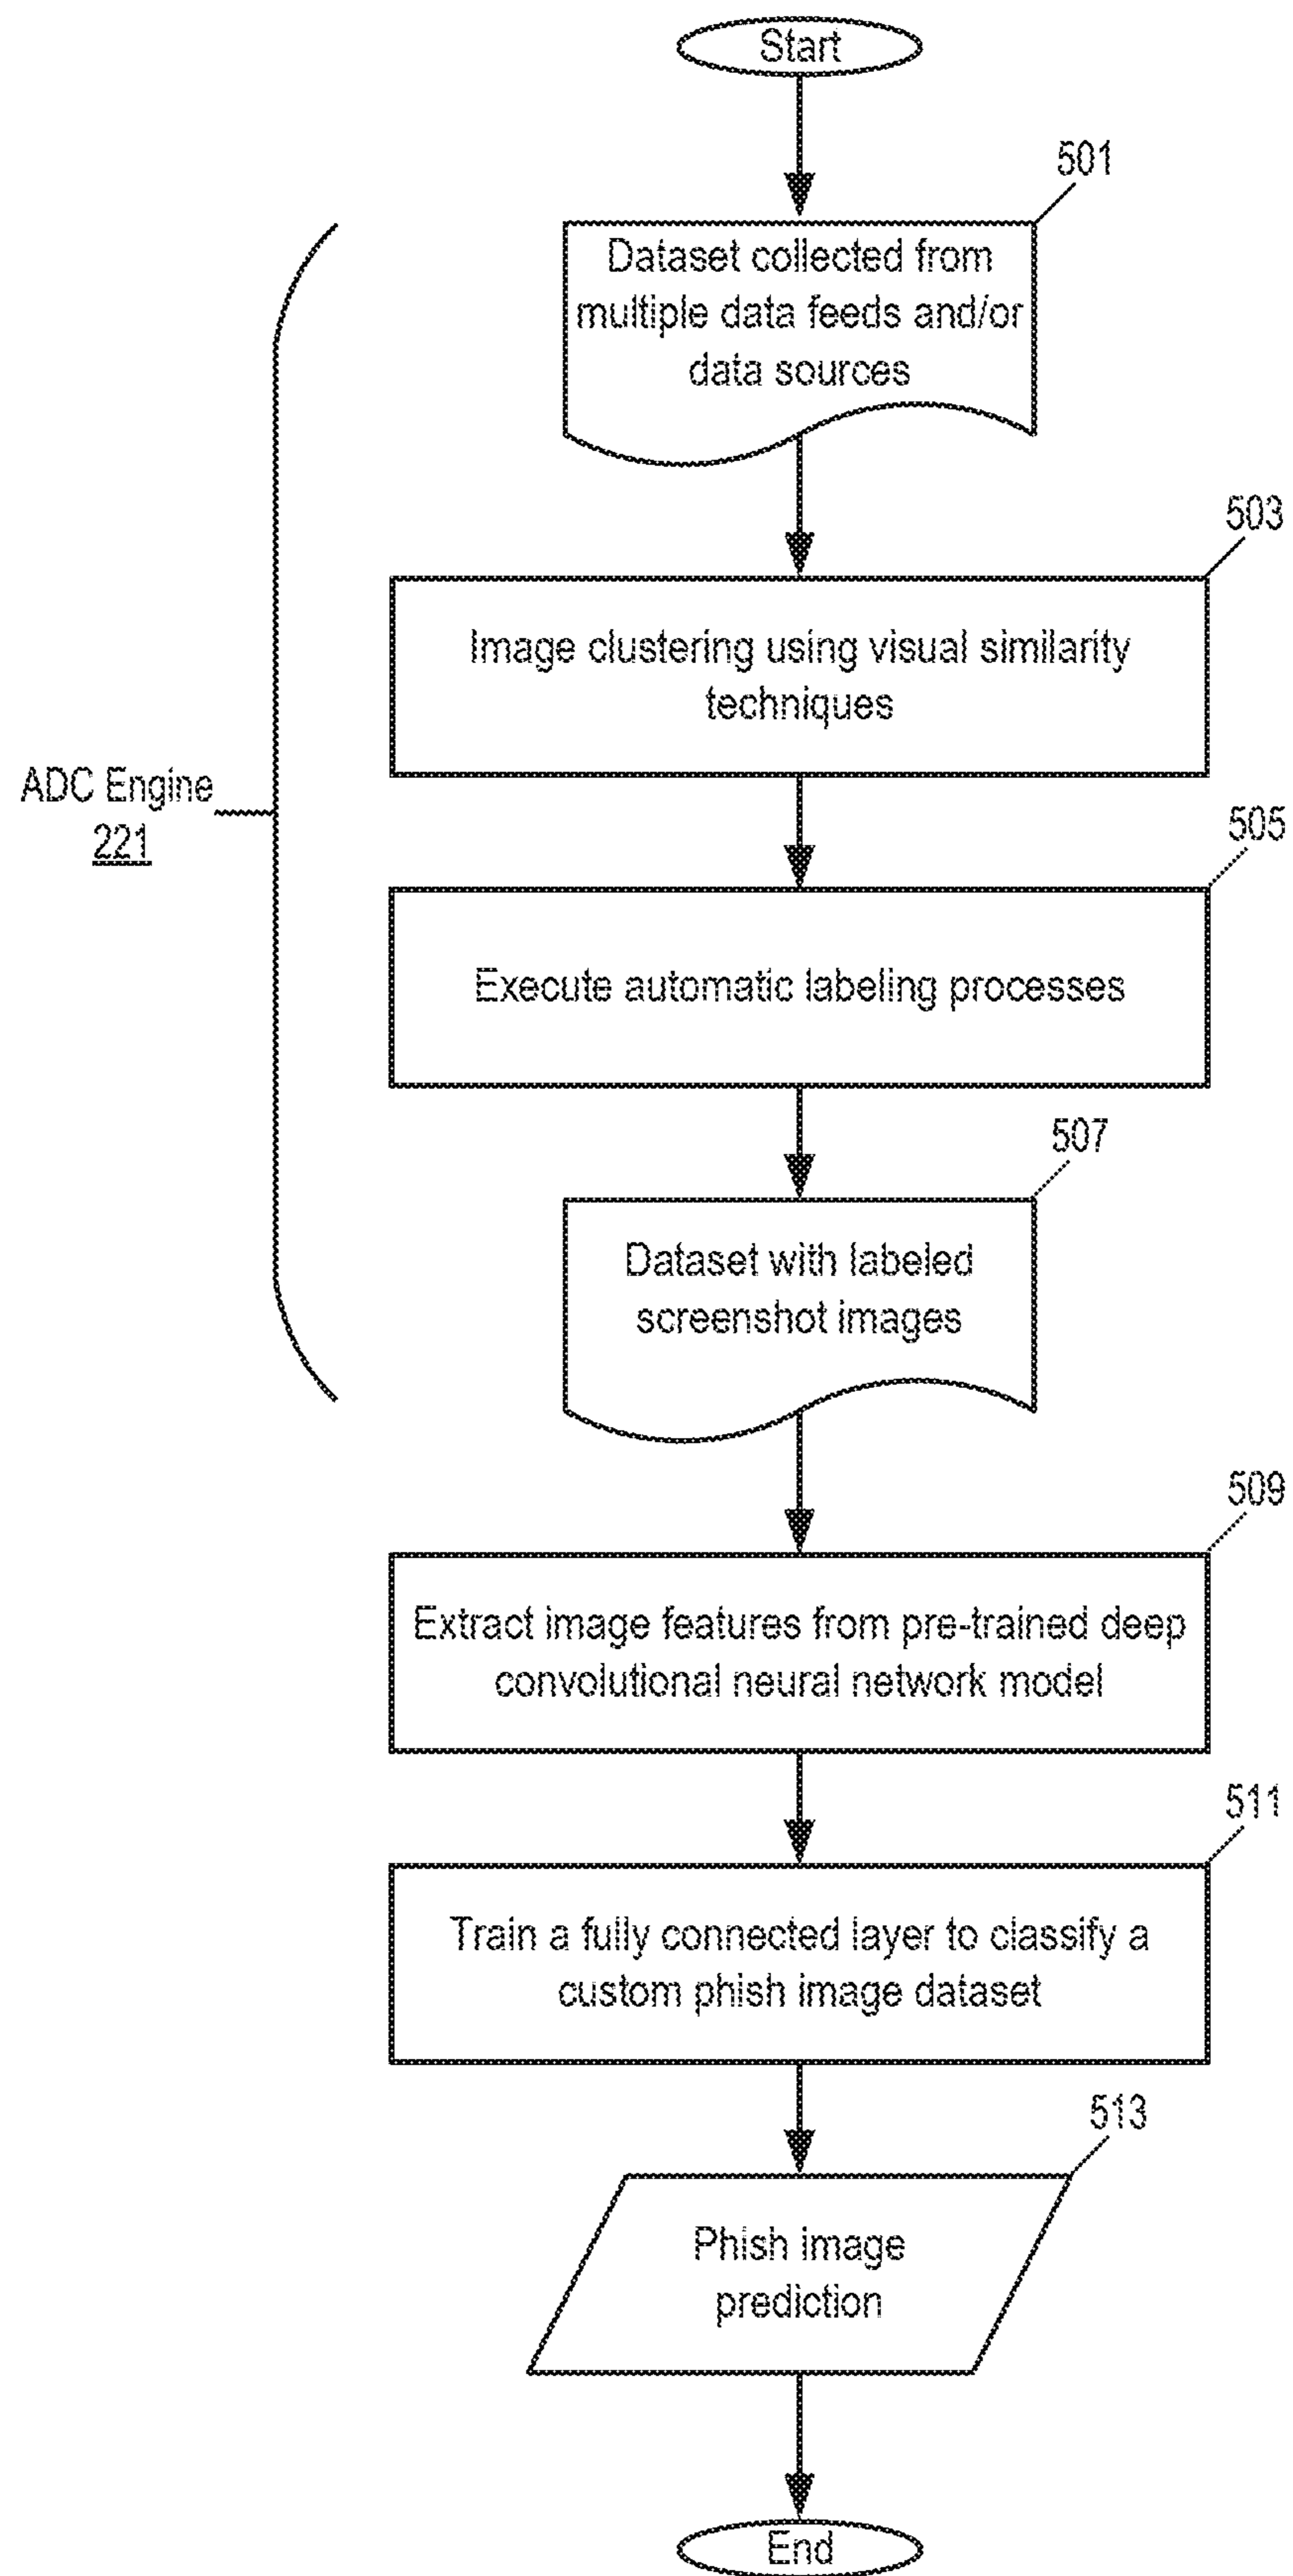 Start
501
Dataset collected from
multiple data feeds and/or
data sources
503
Image clustering using visual similarity
techniques
ADC Engine
221
505
Execute automatic labeling processes
507
Dataset with labeled
screenshot images
509
Extract image features from pre-trained deep
convolutional neural network model
511
Train a fully connected layer to classify a
custom phish image dataset
513
Phish image
prediction
End